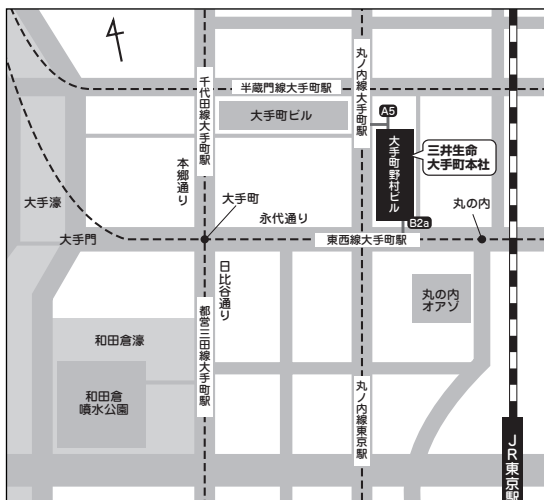 半蔵門線大手町駅
千代田線大手町駅
丸ノ内線大手町駅
大手町ビル
A5
大手町野村ビル
三井生命
大手町本社
B2a
本郷通り
大手濠
大手町
永代通り
丸の内
大手門
東西線大手町駅
日比谷通り
丸の内
オアゾ
都営三田線大手町駅
和田倉濠
和田倉
噴水公園
丸ノ内線東京駅
JR東京駅